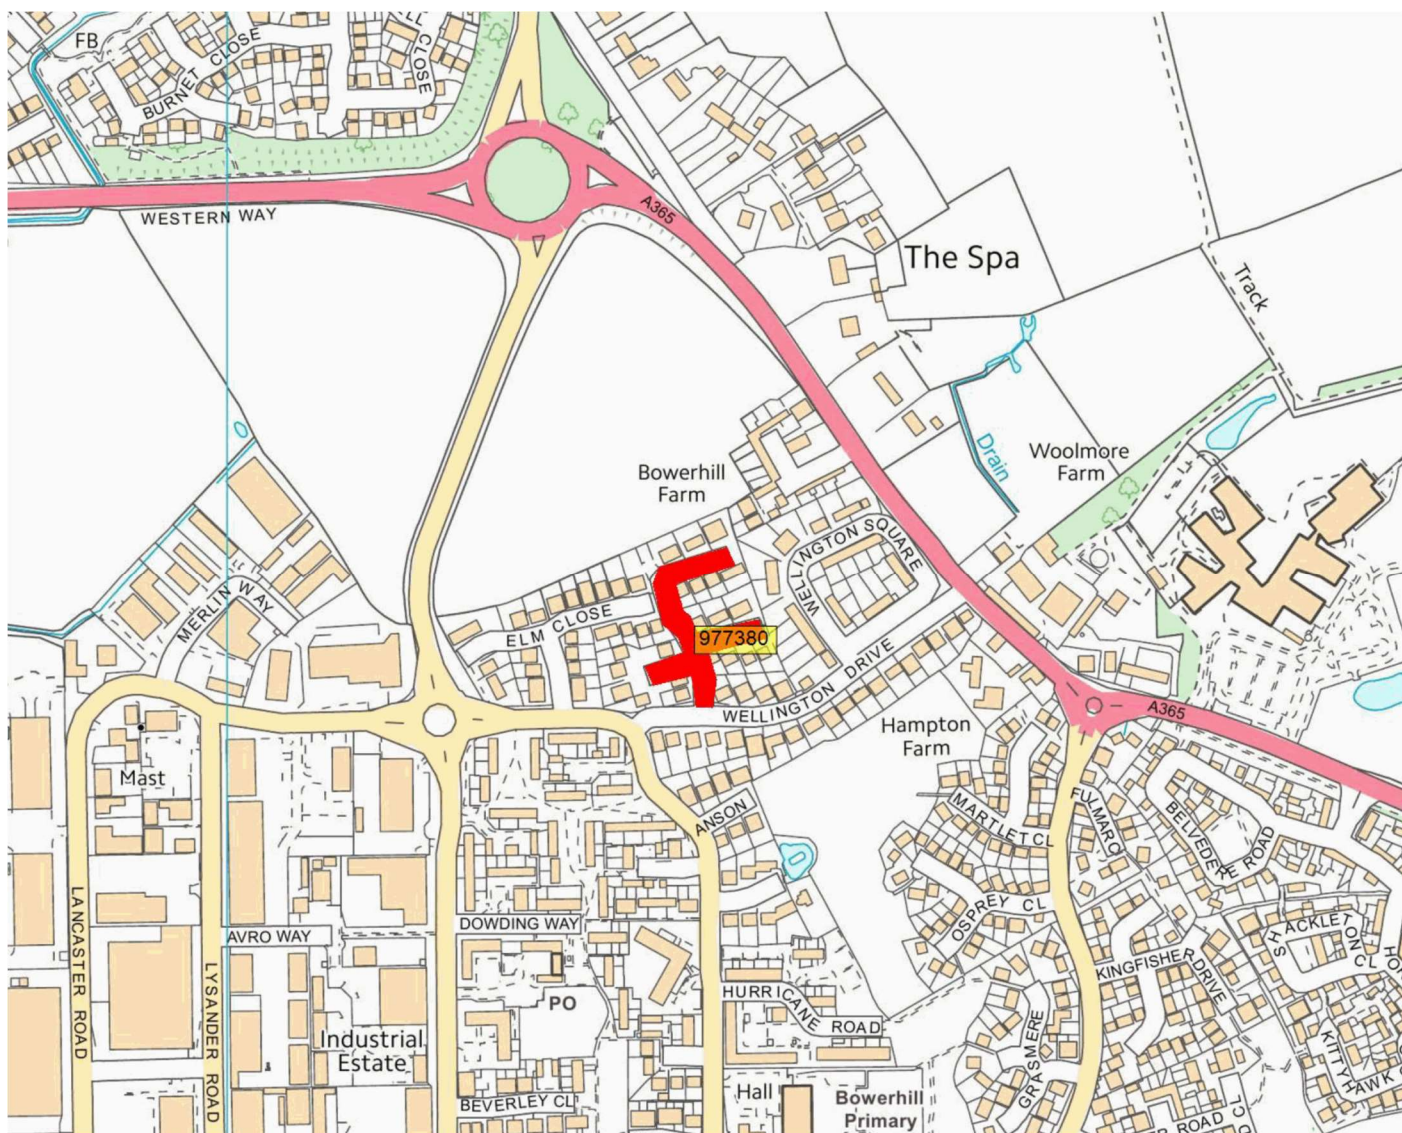 FB
BURNET CLOSE
CLOSE
WESTERN WAY
A365
The Spa
Track
Drain
Woolmore
Farm
Bowerhill
Farm
WELLINGTON SQUARE
MERLIN WAY
ELM CLOSE
977380
WELLINGTON DRIVE
Hampton
Farm
A365
Mast
ANSON
MARTLET CL
FULMAR C
BELVEDERE ROAD
LANCASTER ROAD
LYSANDER ROAD
AVRO WAY
DOWDING WAY
OSPREY CL
SHACKLETON CL
KINGFISHER DRIVE
PO
HURRICANE ROAD
Industrial
Estate
GRASMERE
BEVERLEY CL
Hall
Bowerhill
Primary
ROAD
CL